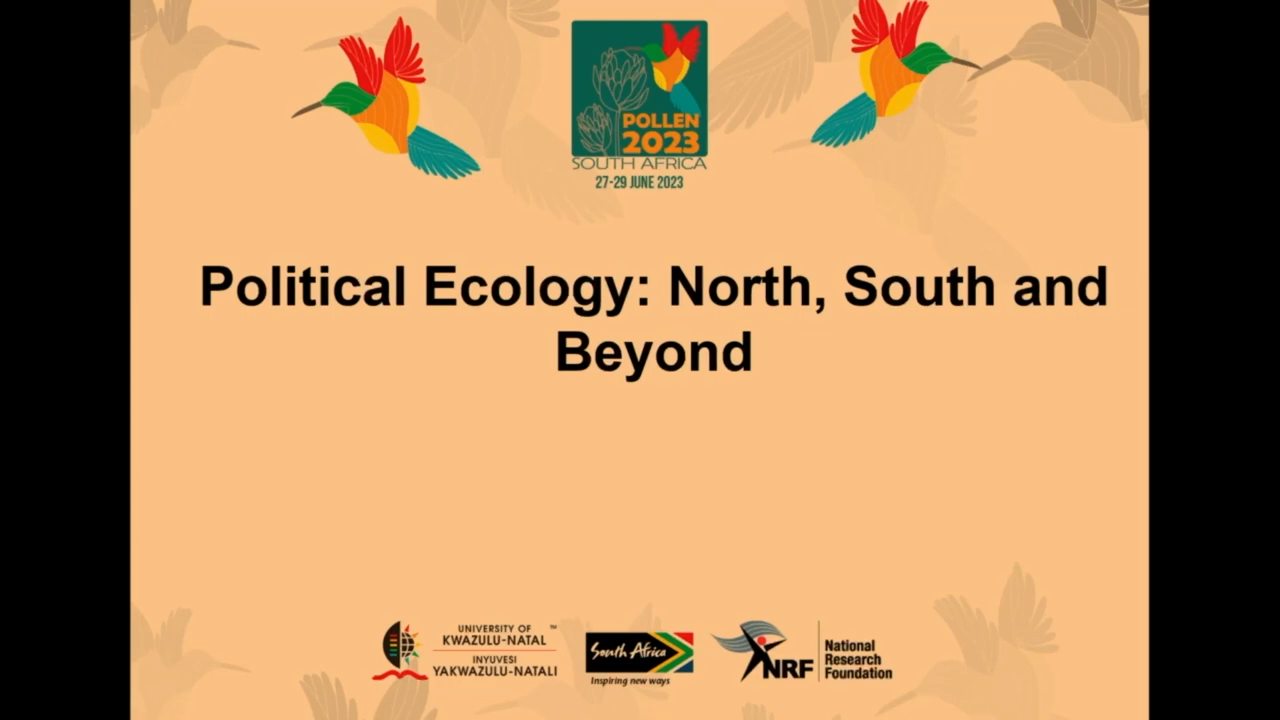 POLLEN
2023
SOUTH AFRICA
27-29 JUNE 2023
Political Ecology: North, South and
Beyond
UNIVERSITY OF ™
KWAZULU-NATAL
INYUVESI
YAKWAZULU-NATALI
South Africa
Inspiring new ways
NRF
National
Research
Foundation